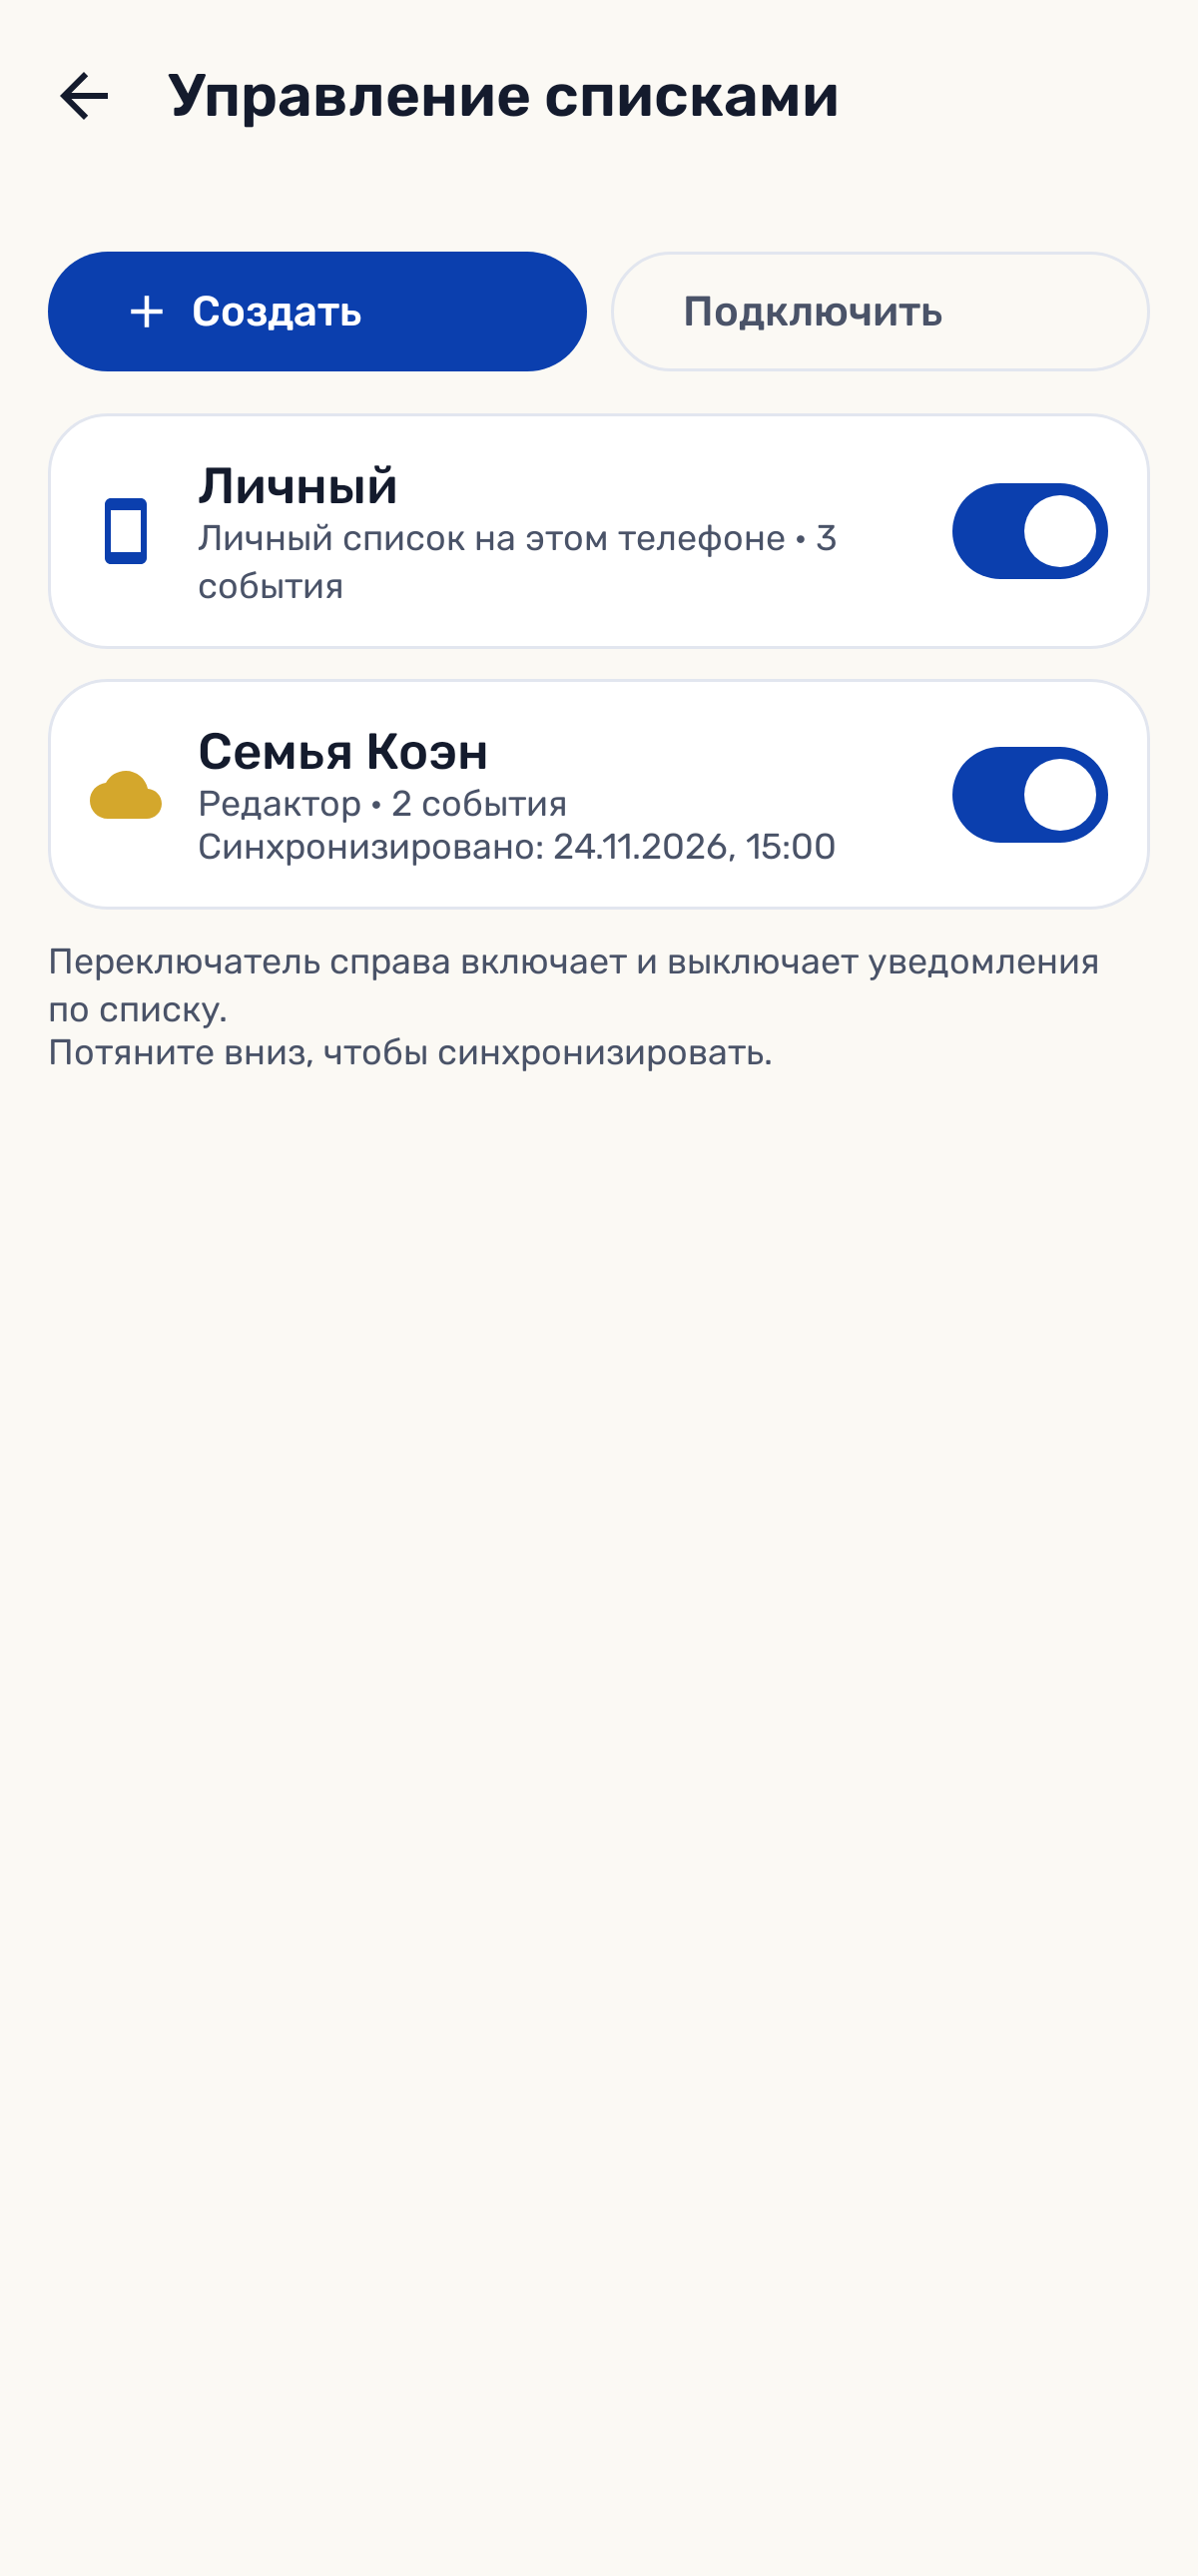 Управление списками
Создать
Подключить
Личный
Личный список на этом телефоне • 3
события
Семья Коэн
Редактор • 2 события
Синхронизировано: 24.11.2026, 15:00
Переключатель справа включает и выключает уведомления
по списку.
Потяните вниз, чтобы синхронизировать.